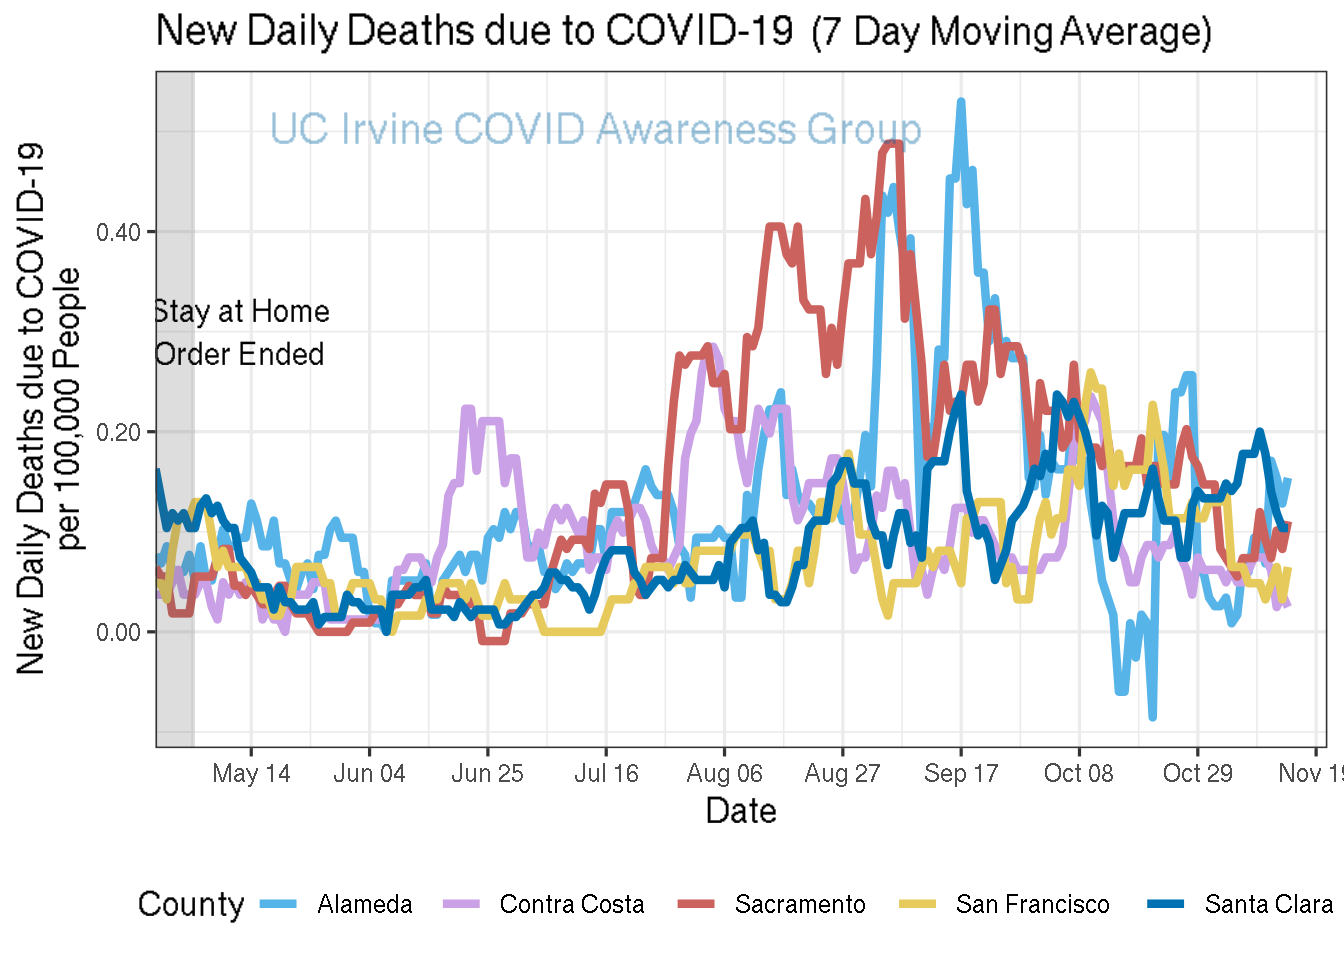 New Daily Deaths due to COVID-19 (7 Day Moving Average)
UC Irvine COVID Awareness Group
New Daily Deaths due to COVID-19
per 100,000 People
0.40
0.20
0.00
Stay at Home
Order Ended
May 14 Jun 04 Jun 25 Jul 16 Aug 06 Aug 27 Sep 17 Oct 08 Oct 29 Nov 19
Date
County Alameda Contra Costa Sacramento San Francisco Santa Clara